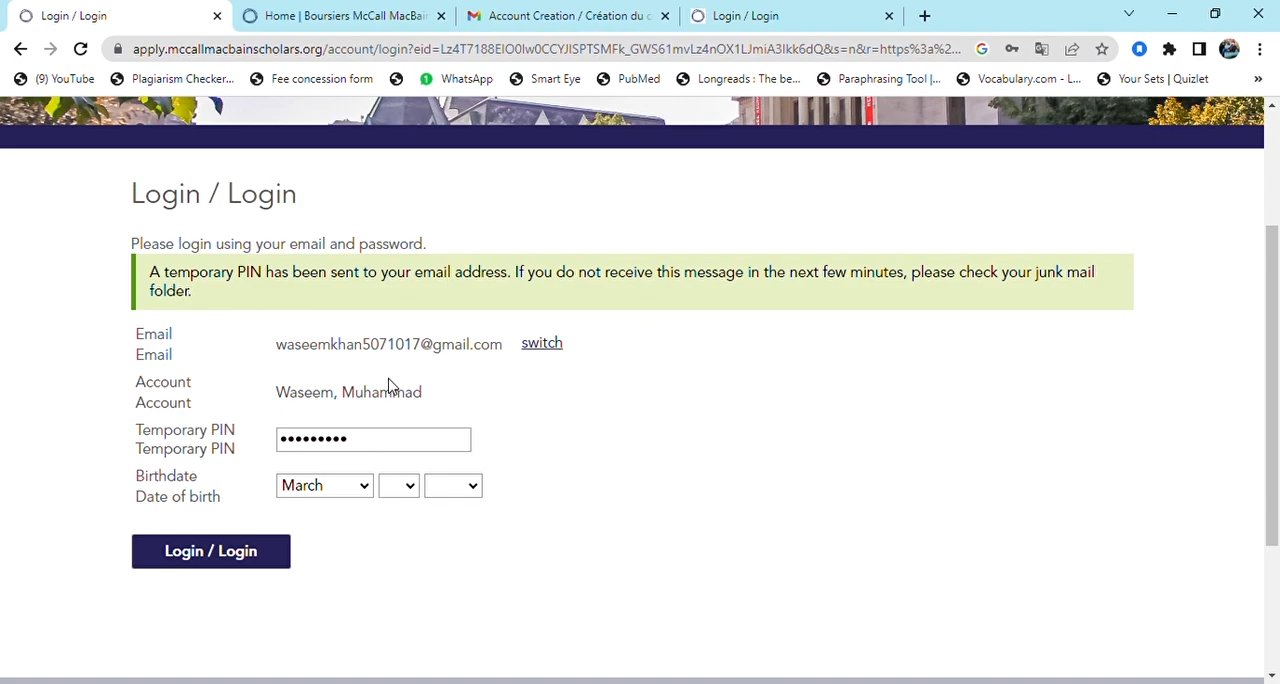 Login / Login
Home | Boursiers McCall MacBain
Account Creation / Création du c
Login / Login
apply.mccallmacbainscholars.org/account/login?eid=Lz4T7188EIO0Iw0CCYJISPTSMFk_GWS61mvLz4nOX1LJmiA3Ikk6dQ&s=n&r=https%3a%2...
(9) YouTube
Plagiarism Checker...
Fee concession form
WhatsApp
Smart Eye
PubMed
Longreads : The be...
Paraphrasing Tool |...
Vocabulary.com - L...
Your Sets | Quizlet
»
Login / Login
Please login using your email and password.
A temporary PIN has been sent to your email address. If you do not receive this message in the next few minutes, please check your junk mail
folder.
Email
Email
waseemkhan5071017@gmail.com switch
Account
Account
Waseem, Muhammad
Temporary PIN
Temporary PIN
•••••••••
Birthdate
Date of birth
March
Login / Login